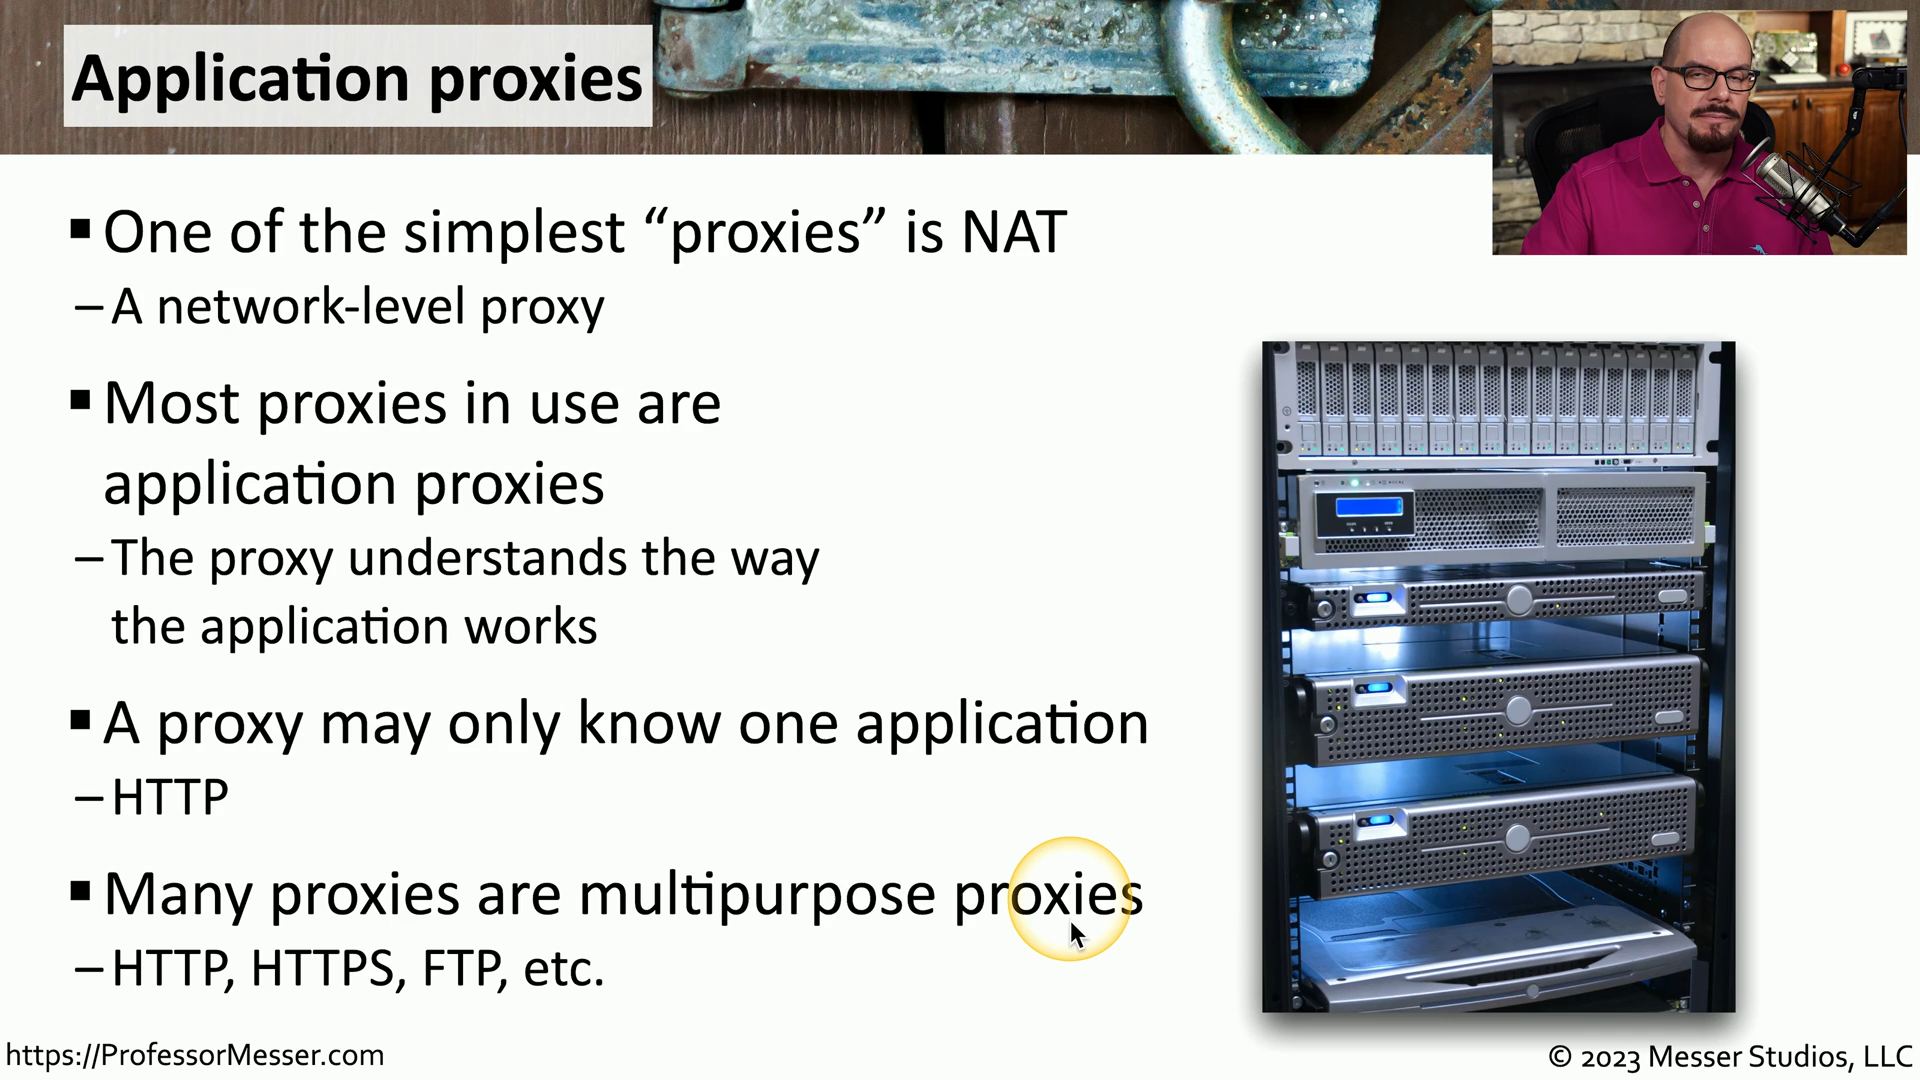 Application proxies
▪ One of the simplest “proxies” is NAT
– A network-level proxy
▪ Most proxies in use are
application proxies
– The proxy understands the way
the application works
▪ A proxy may only know one application
– HTTP
▪ Many proxies are multipurpose proxies
– HTTP, HTTPS, FTP, etc.
https://ProfessorMesser.com
© 2023 Messer Studios, LLC